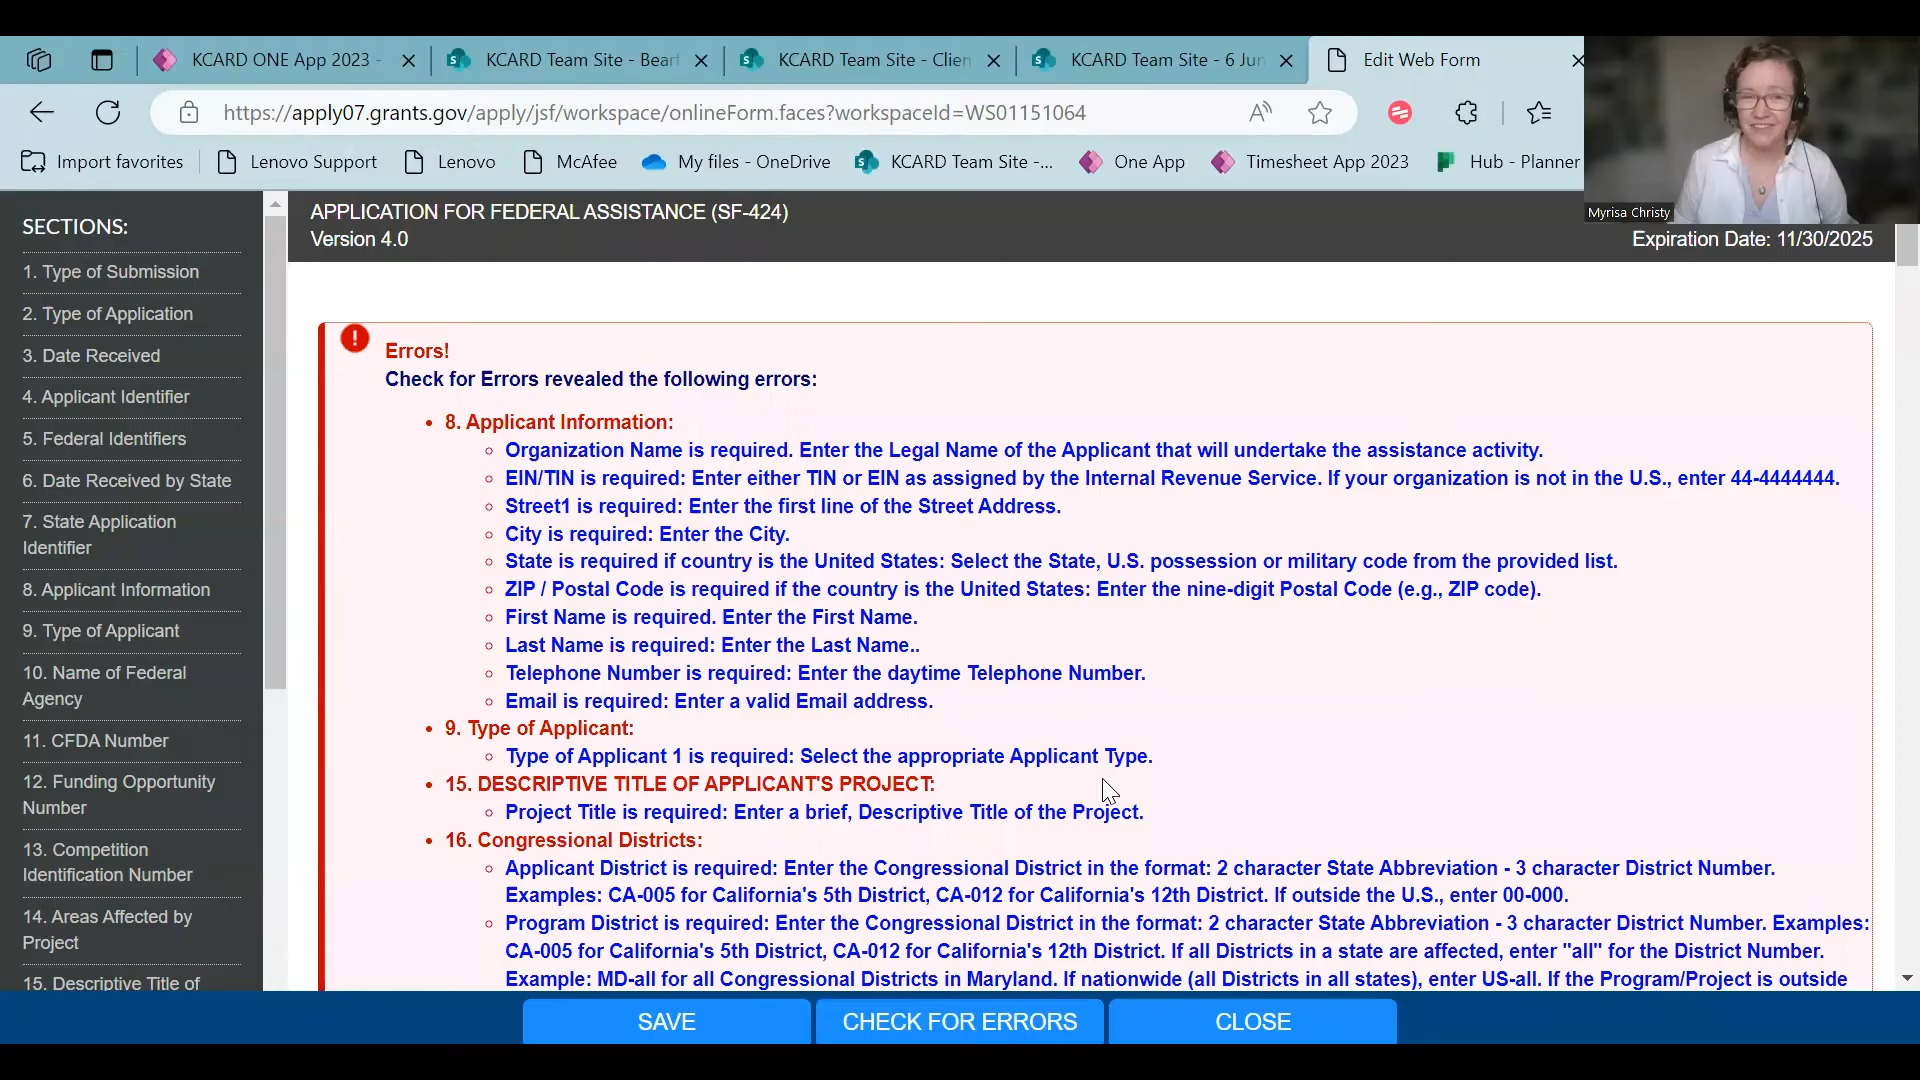 KCARD ONE App 2023 -
KCARD Team Site - Bearf
KCARD Team Site - Clien
KCARD Team Site - 6 Jun
Edit Web Form
https://apply07.grants.gov/apply/jsf/workspace/onlineForm.faces?workspaceId=WS01151064
Import favorites
Lenovo Support
Lenovo
McAfee
My files - OneDrive
KCARD Team Site -...
One App
Timesheet App 2023
Hub - Planner
Myrisa Christy
SECTIONS:
1. Type of Submission
2. Type of Application
3. Date Received
4. Applicant Identifier
5. Federal Identifiers
6. Date Received by State
7. State Application
Identifier
8. Applicant Information
9. Type of Applicant
10. Name of Federal
Agency
11. CFDA Number
12. Funding Opportunity
Number
13. Competition
Identification Number
14. Areas Affected by
Project
15. Descriptive Title of
APPLICATION FOR FEDERAL ASSISTANCE (SF-424)
Version 4.0
Expiration Date: 11/30/2025
Errors!
Check for Errors revealed the following errors:
• 8. Applicant Information:
◦ Organization Name is required. Enter the Legal Name of the Applicant that will undertake the assistance activity.
◦ EIN/TIN is required: Enter either TIN or EIN as assigned by the Internal Revenue Service. If your organization is not in the U.S., enter 44-4444444.
◦ Street1 is required: Enter the first line of the Street Address.
◦ City is required: Enter the City.
◦ State is required if country is the United States: Select the State, U.S. possession or military code from the provided list.
◦ ZIP / Postal Code is required if the country is the United States: Enter the nine-digit Postal Code (e.g., ZIP code).
◦ First Name is required. Enter the First Name.
◦ Last Name is required: Enter the Last Name..
◦ Telephone Number is required: Enter the daytime Telephone Number.
◦ Email is required: Enter a valid Email address.
• 9. Type of Applicant:
◦ Type of Applicant 1 is required: Select the appropriate Applicant Type.
• 15. DESCRIPTIVE TITLE OF APPLICANT'S PROJECT:
◦ Project Title is required: Enter a brief, Descriptive Title of the Project.
• 16. Congressional Districts:
◦ Applicant District is required: Enter the Congressional District in the format: 2 character State Abbreviation - 3 character District Number.
Examples: CA-005 for California's 5th District, CA-012 for California's 12th District. If outside the U.S., enter 00-000.
◦ Program District is required: Enter the Congressional District in the format: 2 character State Abbreviation - 3 character District Number. Examples:
CA-005 for California's 5th District, CA-012 for California's 12th District. If all Districts in a state are affected, enter "all" for the District Number.
Example: MD-all for all Congressional Districts in Maryland. If nationwide (all Districts in all states), enter US-all. If the Program/Project is outside
SAVE
CHECK FOR ERRORS
CLOSE